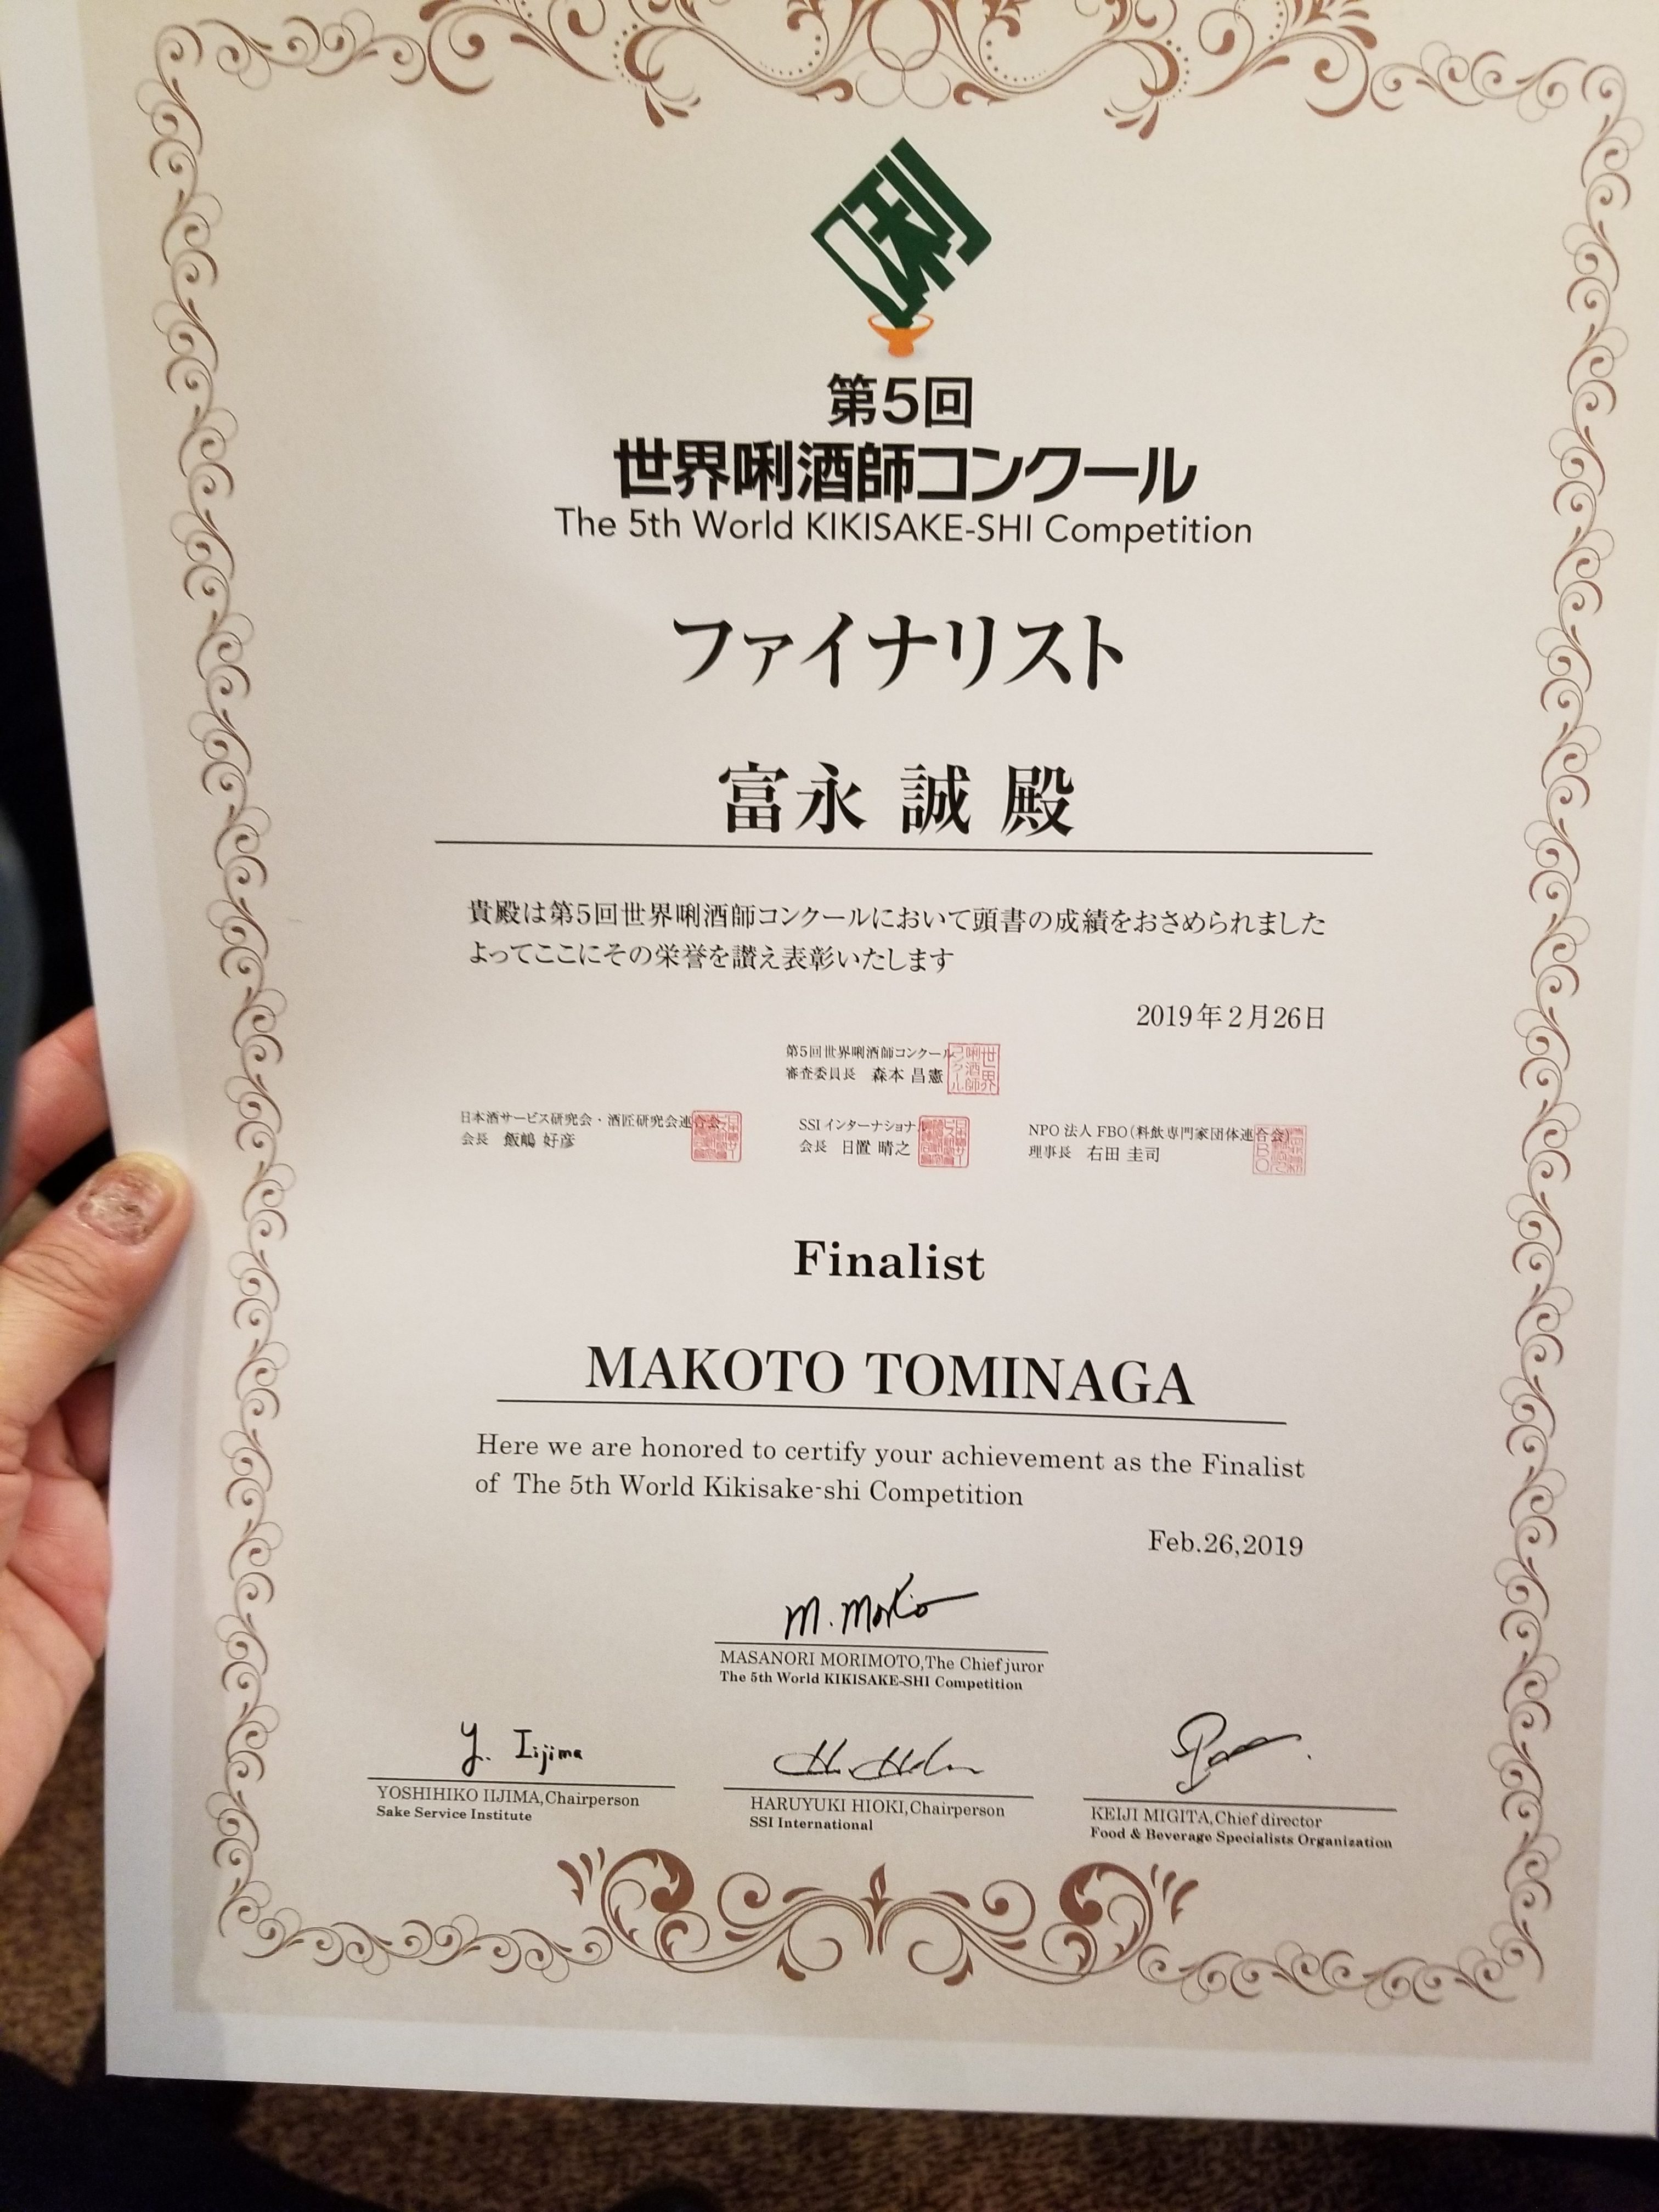 唎
第5回
世界唎酒師コンクール
The 5th World KIKISAKE-SHI Competition
ファイナリスト
富永 誠 殿
貴殿は第5回世界唎酒師コンクールにおいて頭書の成績をおさめられました
よってここにその栄誉を讃え表彰いたします
2019年2月26日
第5回世界唎酒師コンクール
審査委員長 森本 昌憲
世界唎酒師コンクール
日本酒サービス研究会・酒匠研究会連合会
会長 飯嶋 好彦
SSIインターナショナル
会長 日置 晴之
NPO法人FBO(料飲専門家団体連合会)
理事長 右田 圭司
Finalist
MAKOTO TOMINAGA
Here we are honored to certify your achievement as the Finalist
of The 5th World Kikisake-shi Competition
Feb.26,2019
M. Morimoto
MASANORI MORIMOTO,The Chief juror
The 5th World KIKISAKE-SHI Competition
Y. Iijima
YOSHIHIKO IIJIMA,Chairperson
Sake Service Institute
HARUYUKI HIOKI,Chairperson
SSI International
KEIJI MIGITA,Chief director
Food & Beverage Specialists Organization